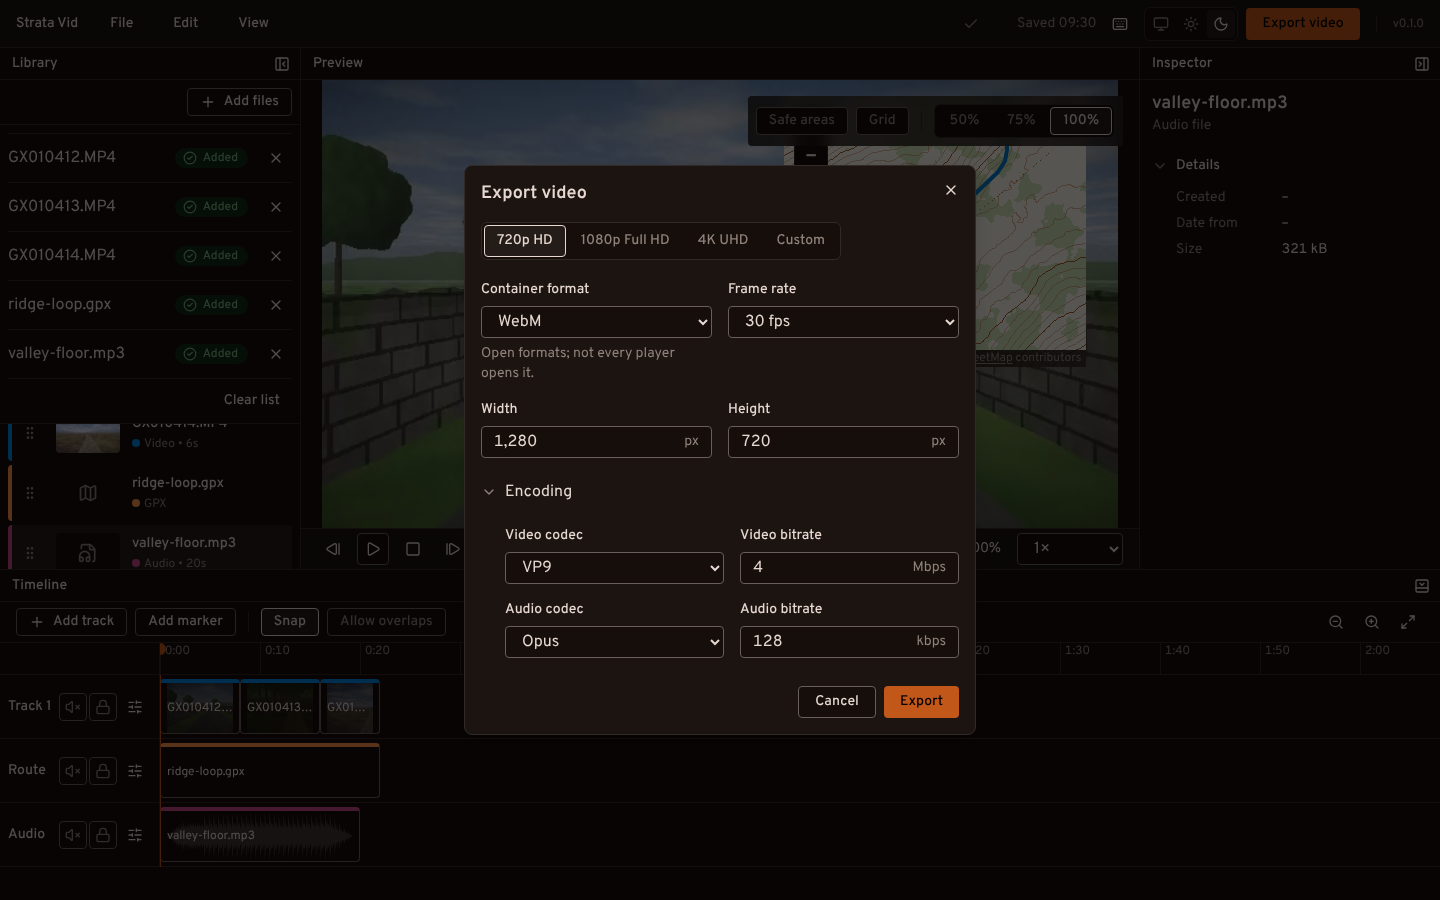 Strata Vid File Edit View Saved 09:30 Export video v0.1.0
Library
Preview
Inspector
Add files
GX010412.MP4 Added
GX010413.MP4 Added
GX010414.MP4 Added
ridge-loop.gpx Added
valley-floor.mp3 Added
Clear list
Video • 6s
ridge-loop.gpx
GPX
valley-floor.mp3
Audio • 20s
Safe areas Grid 50% 75% 100%
contributors
1×
valley-floor.mp3
Audio file
Details
Created –
Date from –
Size 321 kB
Export video
720p HD 1080p Full HD 4K UHD Custom
Container format Frame rate
WebM 30 fps
Open formats; not every player
opens it.
Width Height
1,280 px 720 px
Encoding
Video codec Video bitrate
VP9 4 Mbps
Audio codec Audio bitrate
Opus 128 kbps
Cancel Export
Timeline
Add track Add marker Snap Allow overlaps
0:00 0:10 0:20 1:30 1:40 1:50 2:00
Track 1 GX010412... GX010413... GX01...
Route ridge-loop.gpx
Audio valley-floor.mp3